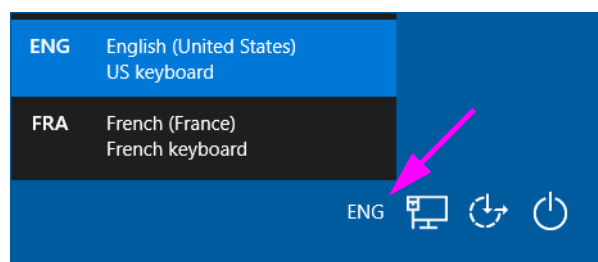 ENG English (United States)
US keyboard
FRA French (France)
French keyboard
ENG